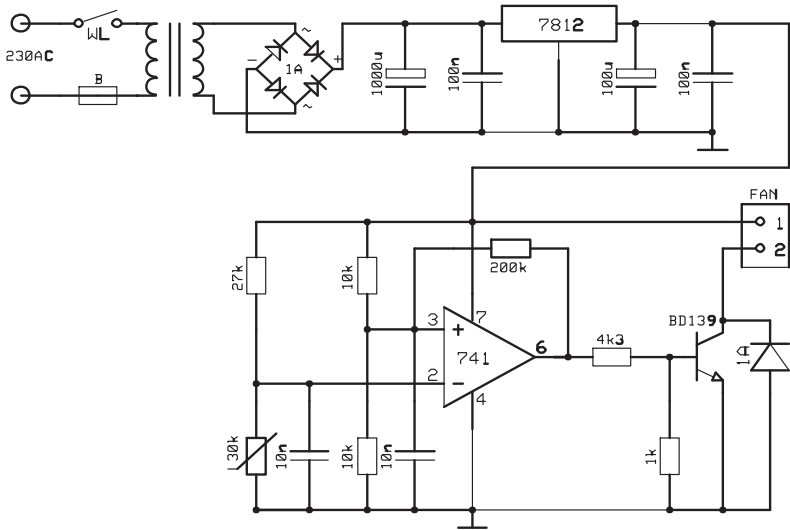 WL
230AC
B
~
−
1A
+
~
1000u
100n
7812
100u
100n
FAN
1
2
27k
10k
200k
3
+
7
741
6
2
−
4
4k3
BD139
1A
30k
10n
10k
10n
1k